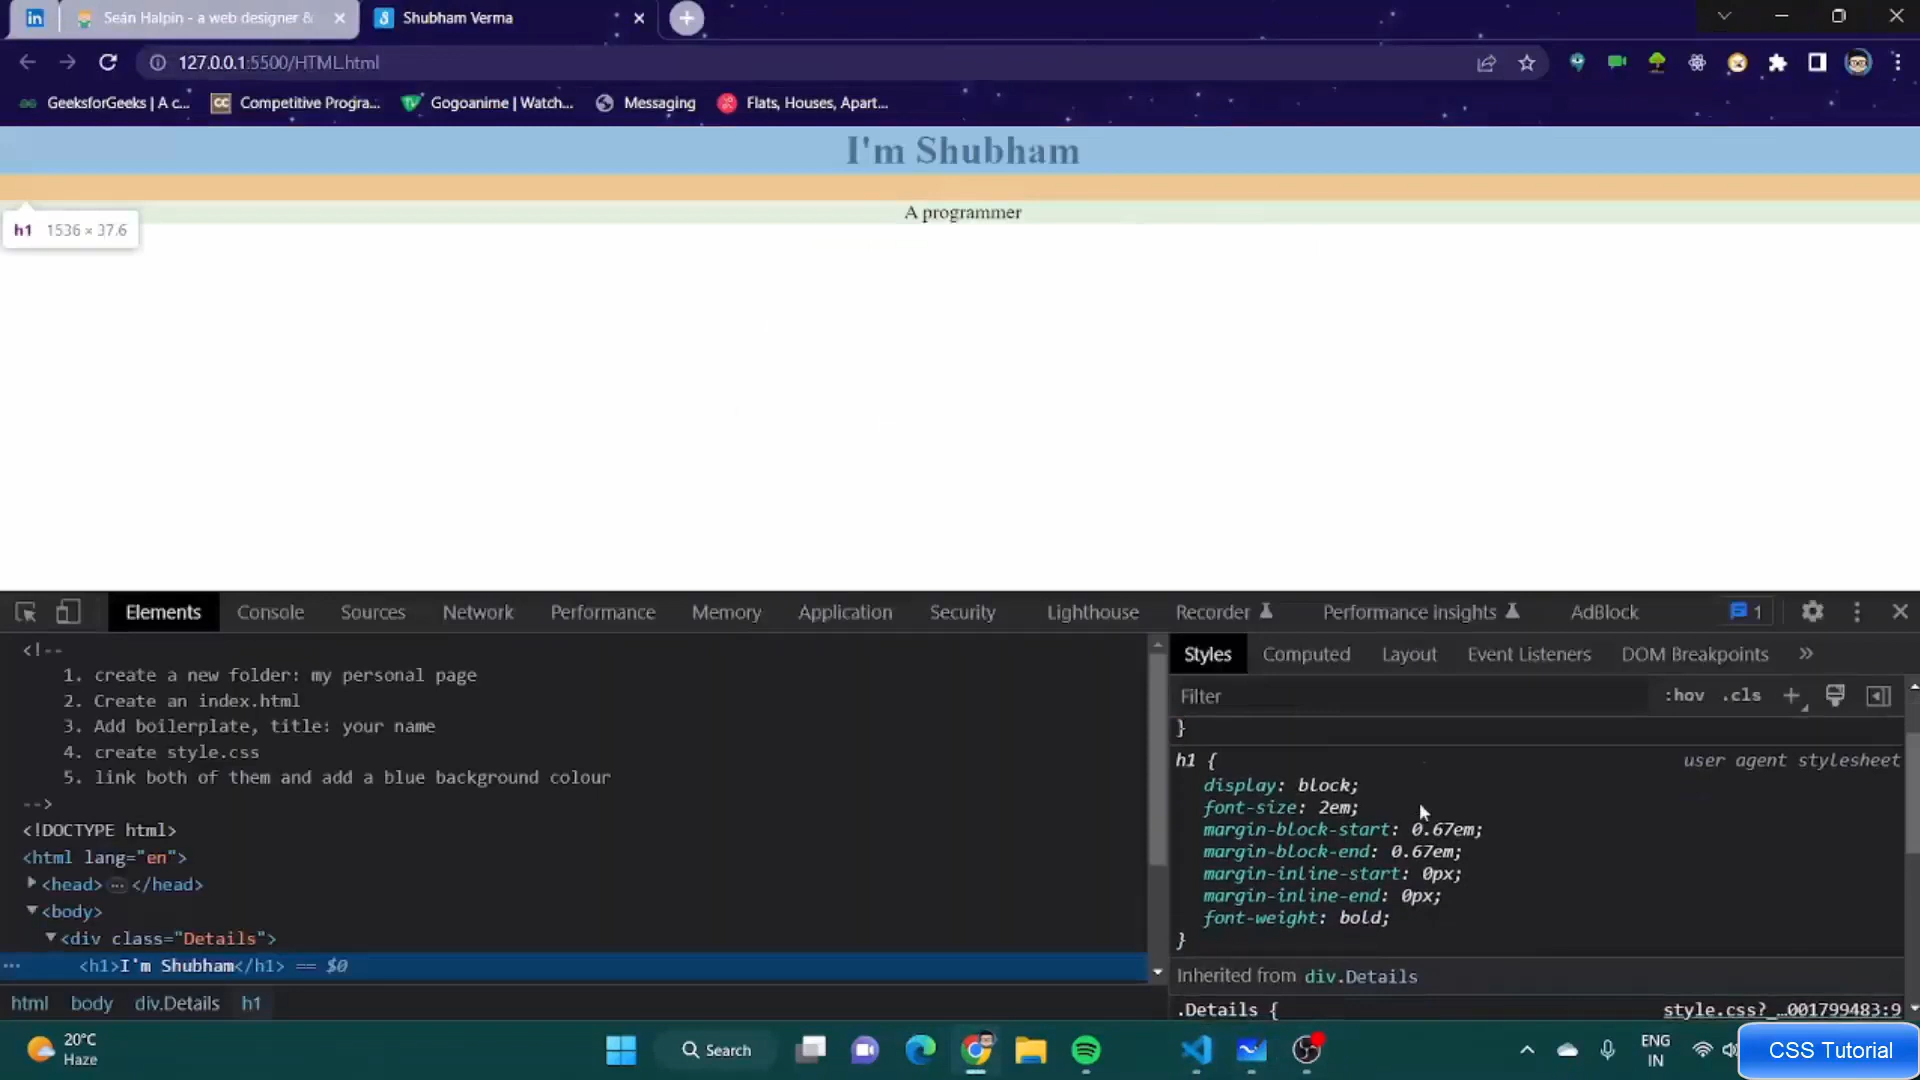 Seán Halpin - a web designer &
Shubham Verma
127.0.0.1:5500/HTML.html
GeeksforGeeks | A c...
CC
Competitive Progra...
Gogoanime | Watch...
Messaging
Flats, Houses, Apart...
I'm Shubham
h1 1536 × 37.6
A programmer
Elements Console Sources Network Performance Memory Application Security Lighthouse Recorder Performance insights AdBlock 1
<!--
1. create a new folder: my personal page
2. Create an index.html
3. Add boilerplate, title: your name
4. create style.css
5. link both of them and add a blue background colour
-->
<!DOCTYPE html>
<html lang="en">
<head> … </head>
<body>
<div class="Details">
… <h1>I'm Shubham</h1> == $0
html body div.Details h1
Styles Computed Layout Event Listeners DOM Breakpoints »
Filter :hov .cls +
}
h1 { user agent stylesheet
display: block;
font-size: 2em;
margin-block-start: 0.67em;
margin-block-end: 0.67em;
margin-inline-start: 0px;
margin-inline-end: 0px;
font-weight: bold;
}
Inherited from div.Details
.Details { style.css?_…001799483:9
20°C
Haze
Search
ENG
IN
CSS Tutorial